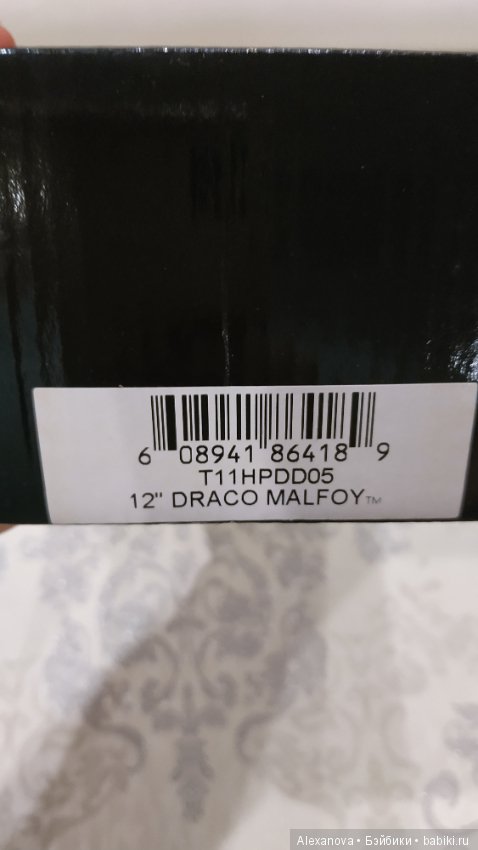 6 08941 86418 9
T11HPDD05
12" DRACO MALFOY™
Alexanova • Бэйбики • babiki.ru